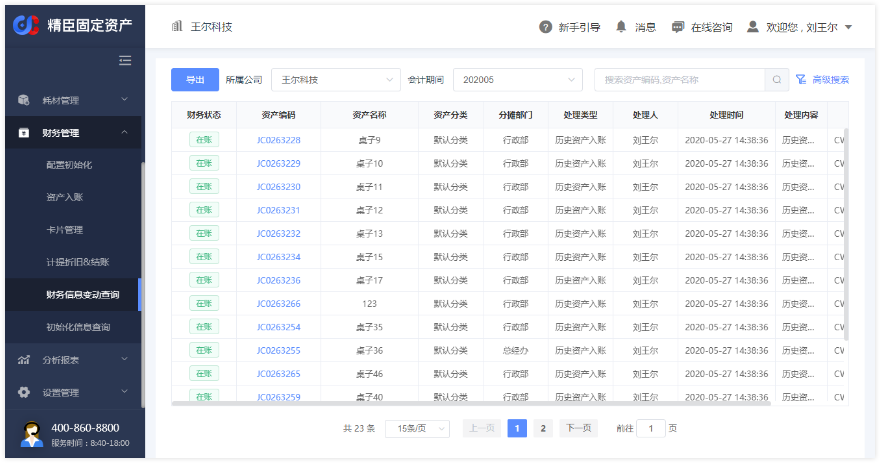 精臣固定资产
王尔科技
新手引导 消息 在线咨询 欢迎您 , 刘王尔
耗材管理
财务管理
配置初始化
资产入账
卡片管理
计提折旧&结账
财务信息变动查询
初始化信息查询
分析报表
设置管理
400-860-8800
服务时间：8:40-18:00
导出 所属公司 王尔科技 会计期间 202005 搜索资产编码,资产名称 高级搜索
财务状态 资产编码 资产名称 资产分类 分摊部门 处理类型 处理人 处理时间 处理内容
在账 JC0263228 桌子9 默认分类 行政部 历史资产入账 刘王尔 2020-05-27 14:38:36 历史资... CW
在账 JC0263229 桌子10 默认分类 行政部 历史资产入账 刘王尔 2020-05-27 14:38:36 历史资... CW
在账 JC0263230 桌子11 默认分类 行政部 历史资产入账 刘王尔 2020-05-27 14:38:36 历史资... CW
在账 JC0263231 桌子12 默认分类 行政部 历史资产入账 刘王尔 2020-05-27 14:38:36 历史资... CW
在账 JC0263232 桌子13 默认分类 行政部 历史资产入账 刘王尔 2020-05-27 14:38:36 历史资... CW
在账 JC0263234 桌子15 默认分类 行政部 历史资产入账 刘王尔 2020-05-27 14:38:36 历史资... CW
在账 JC0263236 桌子17 默认分类 行政部 历史资产入账 刘王尔 2020-05-27 14:38:36 历史资... CW
在账 JC0263266 123 默认分类 行政部 历史资产入账 刘王尔 2020-05-27 14:38:36 历史资... CW
在账 JC0263254 桌子35 默认分类 行政部 历史资产入账 刘王尔 2020-05-27 14:38:36 历史资... CW
在账 JC0263255 桌子36 默认分类 总经办 历史资产入账 刘王尔 2020-05-27 14:38:36 历史资... CW
在账 JC0263265 桌子46 默认分类 行政部 历史资产入账 刘王尔 2020-05-27 14:38:36 历史资... CW
在账 JC0263259 桌子40 默认分类 行政部 历史资产入账 刘王尔 2020-05-27 14:38:36 历史资... CW
共 23 条 15条/页 上一页 1 2 下一页 前往 1 页